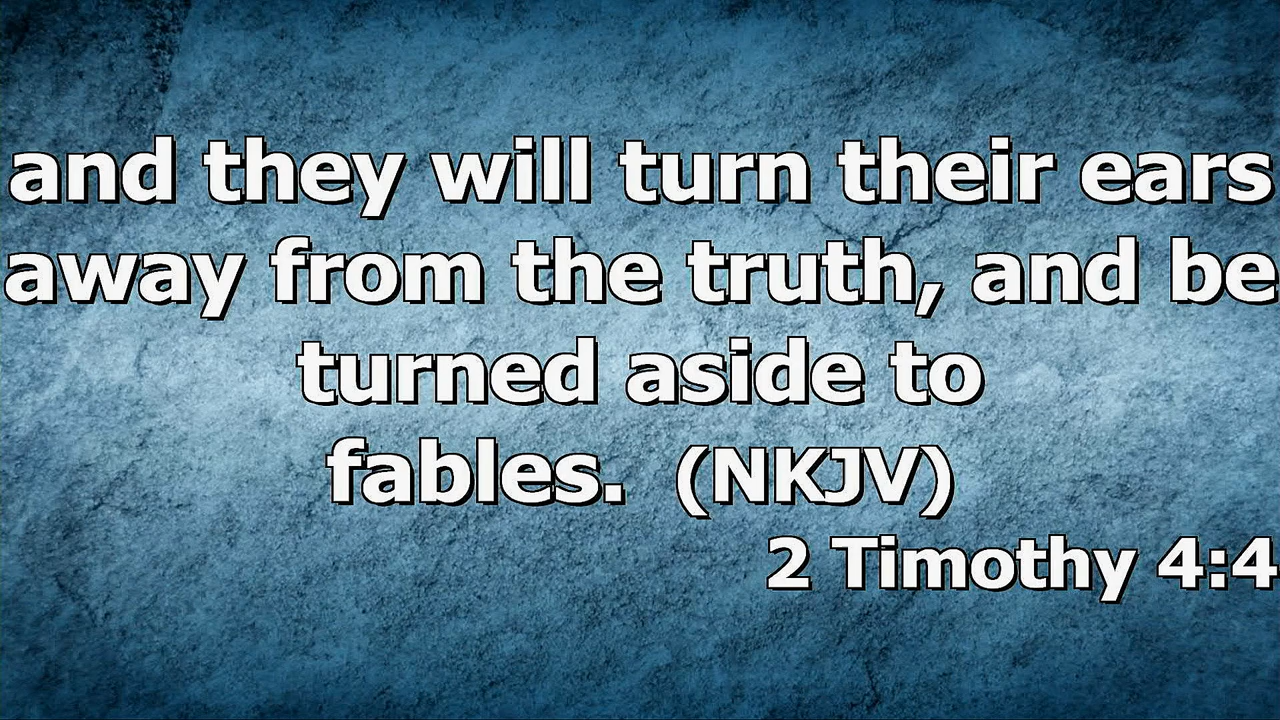 and they will turn their ears
away from the truth, and be
turned aside to
fables.  (NKJV)
2 Timothy 4:4